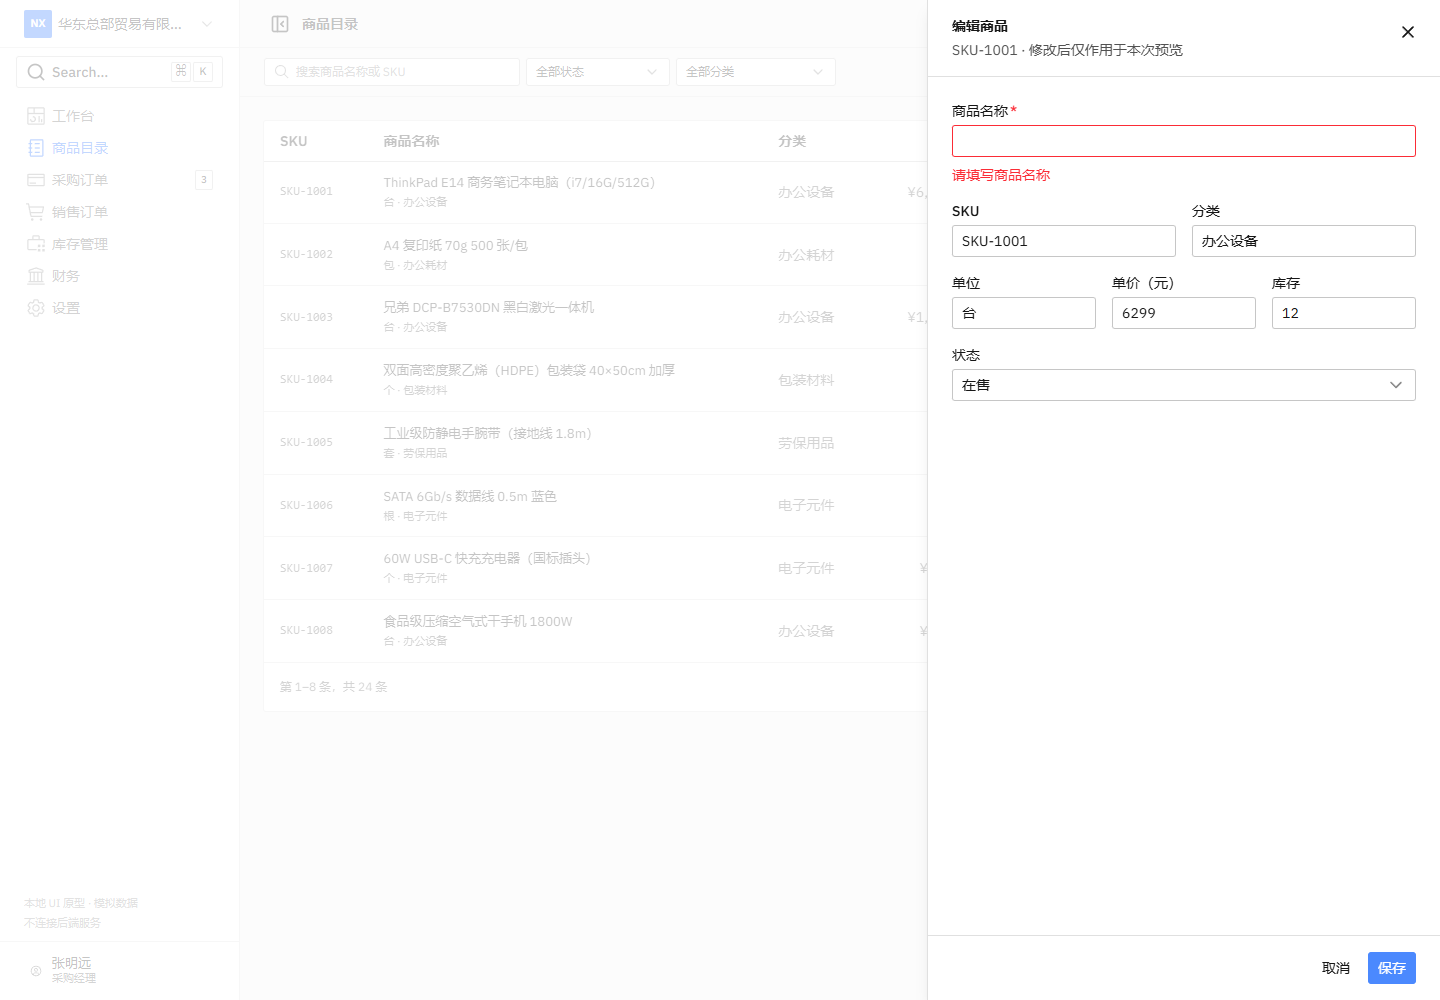 NX 华东总部贸易有限...
Search... ⌘ K
工作台
商品目录
采购订单 3
销售订单
库存管理
财务
设置
本地 UI 原型 · 模拟数据
不连接后端服务
张明远
采购经理
商品目录
搜索商品名称或 SKU 全部状态 全部分类
SKU 商品名称 分类
SKU-1001 ThinkPad E14 商务笔记本电脑（i7/16G/512G） 办公设备 ¥6,
台 · 办公设备
SKU-1002 A4 复印纸 70g 500 张/包 办公耗材
包 · 办公耗材
SKU-1003 兄弟 DCP-B7530DN 黑白激光一体机 办公设备 ¥1,
台 · 办公设备
SKU-1004 双面高密度聚乙烯（HDPE）包装袋 40×50cm 加厚 包装材料
个 · 包装材料
SKU-1005 工业级防静电手腕带（接地线 1.8m） 劳保用品
套 · 劳保用品
SKU-1006 SATA 6Gb/s 数据线 0.5m 蓝色 电子元件
根 · 电子元件
SKU-1007 60W USB-C 快充充电器（国标插头） 电子元件 ¥
个 · 电子元件
SKU-1008 食品级压缩空气式干手机 1800W 办公设备 ¥
台 · 办公设备
第 1–8 条，共 24 条
编辑商品
SKU-1001 · 修改后仅作用于本次预览
商品名称*
请填写商品名称
SKU 分类
SKU-1001 办公设备
单位 单价（元） 库存
台 6299 12
状态
在售
取消 保存